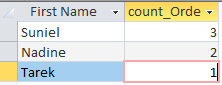 First Name count_Orde
Suniel 3
Nadine 2
Tarek 1